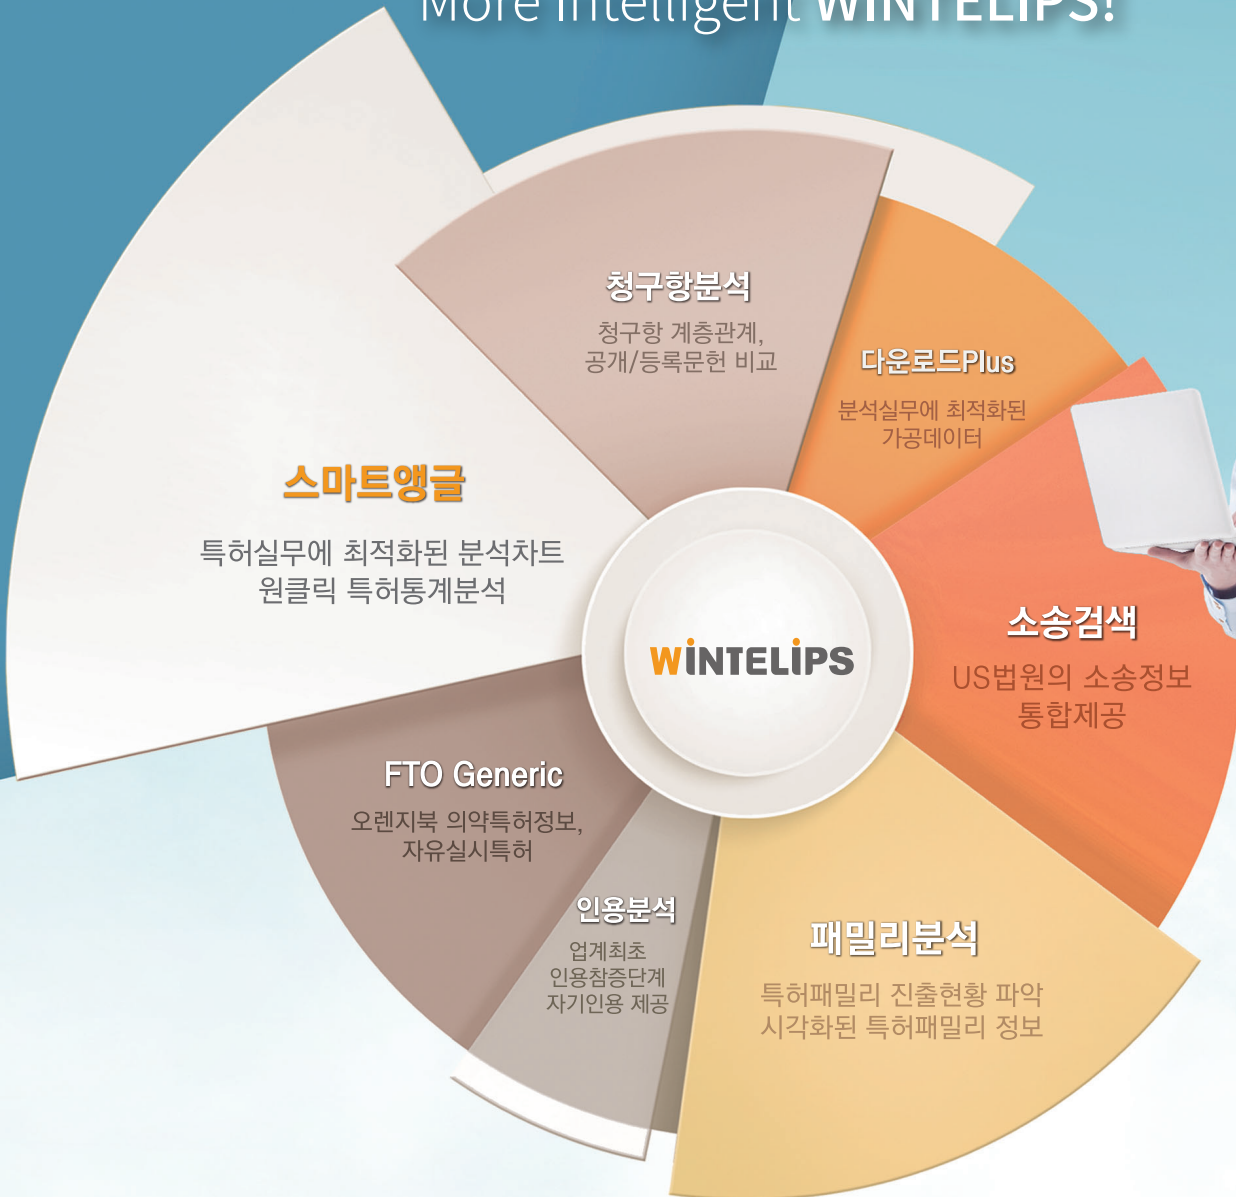 More Intelligent WINTELIPS!
청구항분석
청구항 계층관계,
공개/등록문헌 비교
다운로드Plus
분석실무에 최적화된
가공데이터
스마트앵글
특허실무에 최적화된 분석차트
원클릭 특허통계분석
소송검색
US법원의 소송정보
통합제공
WINTELIPS
FTO Generic
오렌지북 의약특허정보,
자유실시특허
인용분석
업계최초
인용참증단계
자기인용 제공
패밀리분석
특허패밀리 진출현황 파악
시각화된 특허패밀리 정보